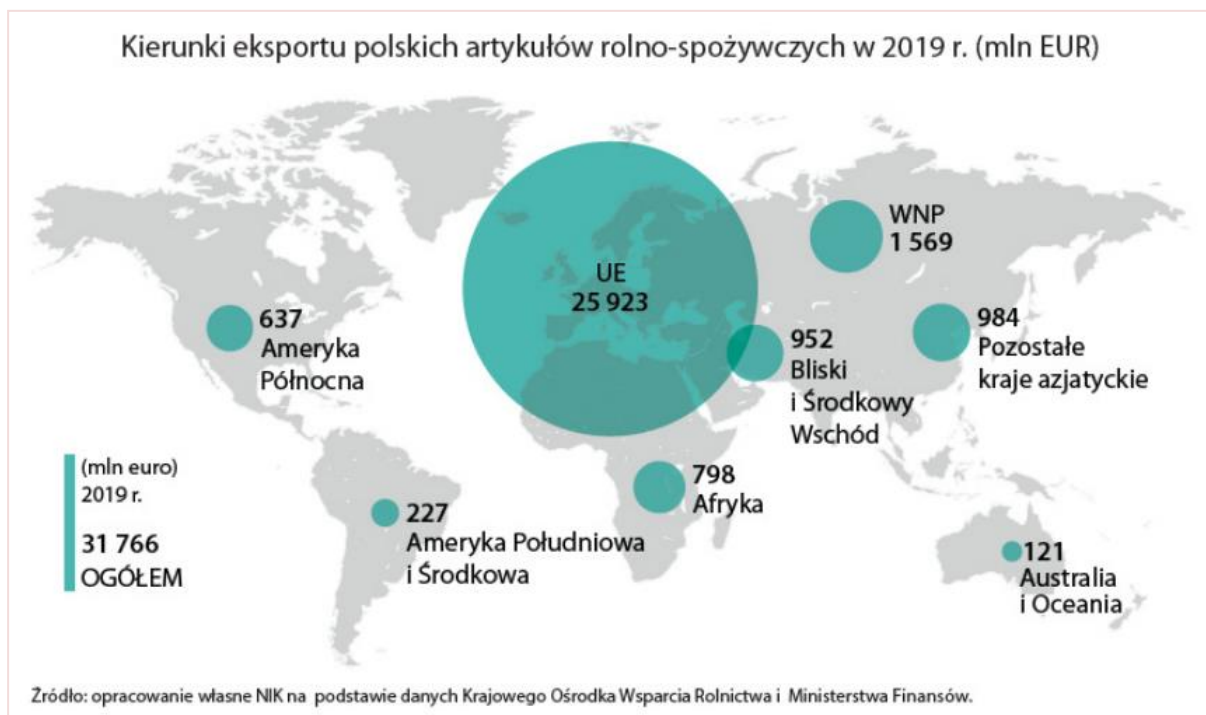 Kierunki eksportu polskich artykułów rolno-spożywczych w 2019 r. (mln EUR)
WNP
1 569
UE
25 923
637
Ameryka
Północna
952
Bliski
i Środkowy
Wschód
984
Pozostałe
kraje azjatyckie
(mln euro)
2019 r.
31 766
OGÓŁEM
227
Ameryka Południowa
i Środkowa
798
Afryka
121
Australia
i Oceania
Źródło: opracowanie własne NIK na podstawie danych Krajowego Ośrodka Wsparcia Rolnictwa i Ministerstwa Finansów.